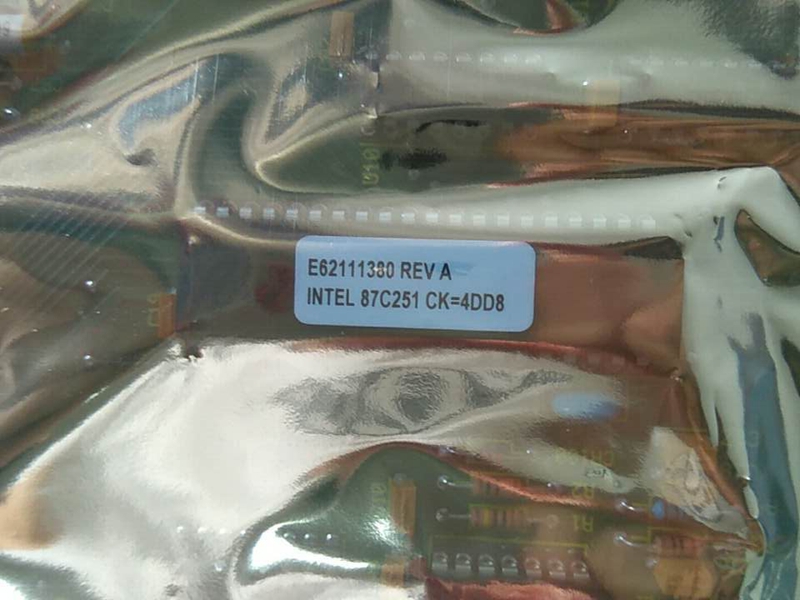 E62111380 REV A
INTEL 87C251 CK=4DD8